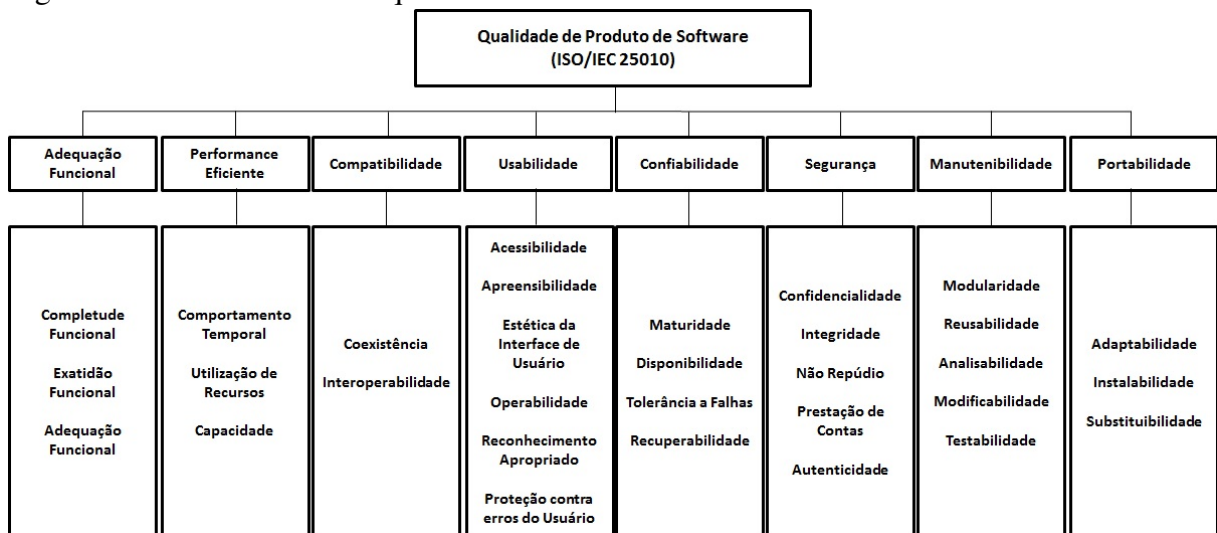 Qualidade de Produto de Software
(ISO/IEC 25010)
Adequação
Funcional
Performance
Eficiente
Compatibilidade
Usabilidade
Confiabilidade
Segurança
Manutenibilidade
Portabilidade
Completude
Funcional
Exatidão
Funcional
Adequação
Funcional
Comportamento
Temporal
Utilização de
Recursos
Capacidade
Coexistência
Interoperabilidade
Acessibilidade
Apreensibilidade
Estética da
Interface de
Usuário
Operabilidade
Reconhecimento
Apropriado
Proteção contra
erros do Usuário
Maturidade
Disponibilidade
Tolerância a Falhas
Recuperabilidade
Confidencialidade
Integridade
Não Repúdio
Prestação de
Contas
Autenticidade
Modularidade
Reusabilidade
Analisabilidade
Modificabilidade
Testabilidade
Adaptabilidade
Instalabilidade
Substituibilidade